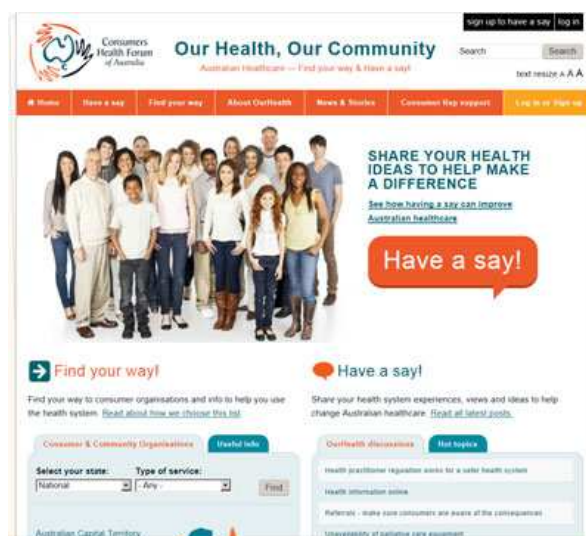 sign up to have a say log in
Consumers
Health Forum
of Australia
Our Health, Our Community
Australian Healthcare — Find your way & Have a say!
Search
Search
text resize A A A
Home Have a say Find your way About OurHealth News & Stories Consumer Rep support Log in or Sign up
SHARE YOUR HEALTH
IDEAS TO HELP MAKE
A DIFFERENCE
See how having a say can improve
Australian healthcare
Have a say!
Find your way!
Find your way to consumer organisations and info to help you use
the health system. Read about how we choose this list.
Consumer & Community Organisations Useful info
Select your state: Type of service:
National - Any - Find
Australian Capital Territory
Have a say!
Share your health system experiences, views and ideas to help
change Australian healthcare. Read all latest posts.
OurHealth discussions Hot topics
Health practitioner regulation works for a safer health system
Health information online
Referrals - make sure consumers are aware of the consequences
Unavailability of palliative care equipment